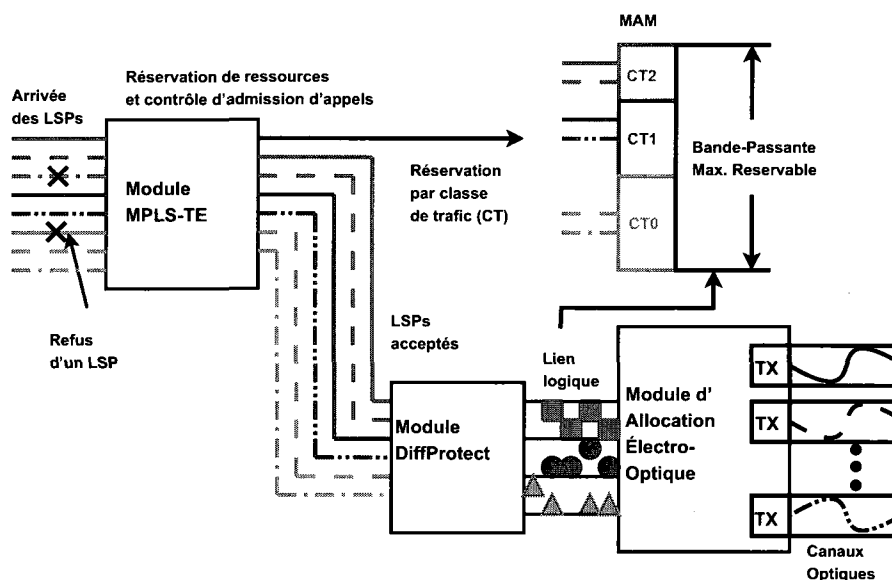 MAM
Réservation de ressources
et contrôle d'admission d'appels
Arrivée
des LSPs
CT2
CT1
CT0
Bande-Passante
Max. Reservable
Module
MPLS-TE
Réservation
par classe
de trafic (CT)
Refus
d'un LSP
LSPs
acceptés
Lien
logique
Module
DiffProtect
Module d'
Allocation
Électro-
Optique
TX
TX
TX
Canaux
Optiques